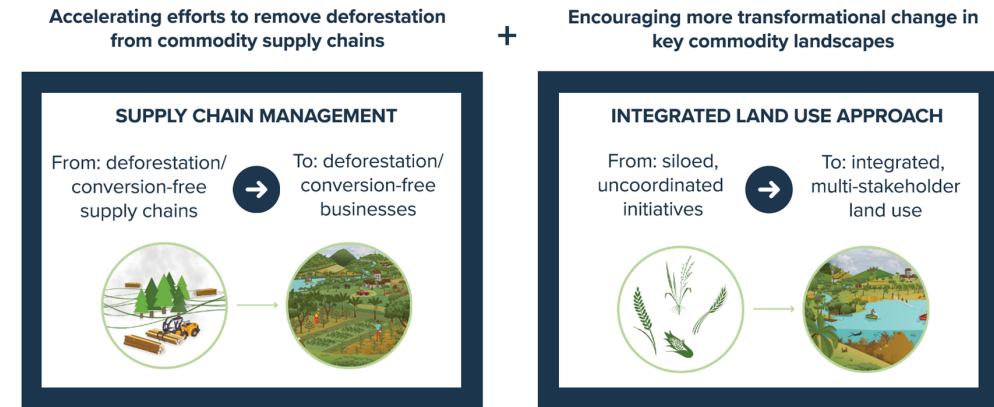 Accelerating efforts to remove deforestation
from commodity supply chains
+
Encouraging more transformational change in
key commodity landscapes
SUPPLY CHAIN MANAGEMENT
From: deforestation/
conversion-free
supply chains
To: deforestation/
conversion-free
businesses
INTEGRATED LAND USE APPROACH
From: siloed,
uncoordinated
initiatives
To: integrated,
multi-stakeholder
land use